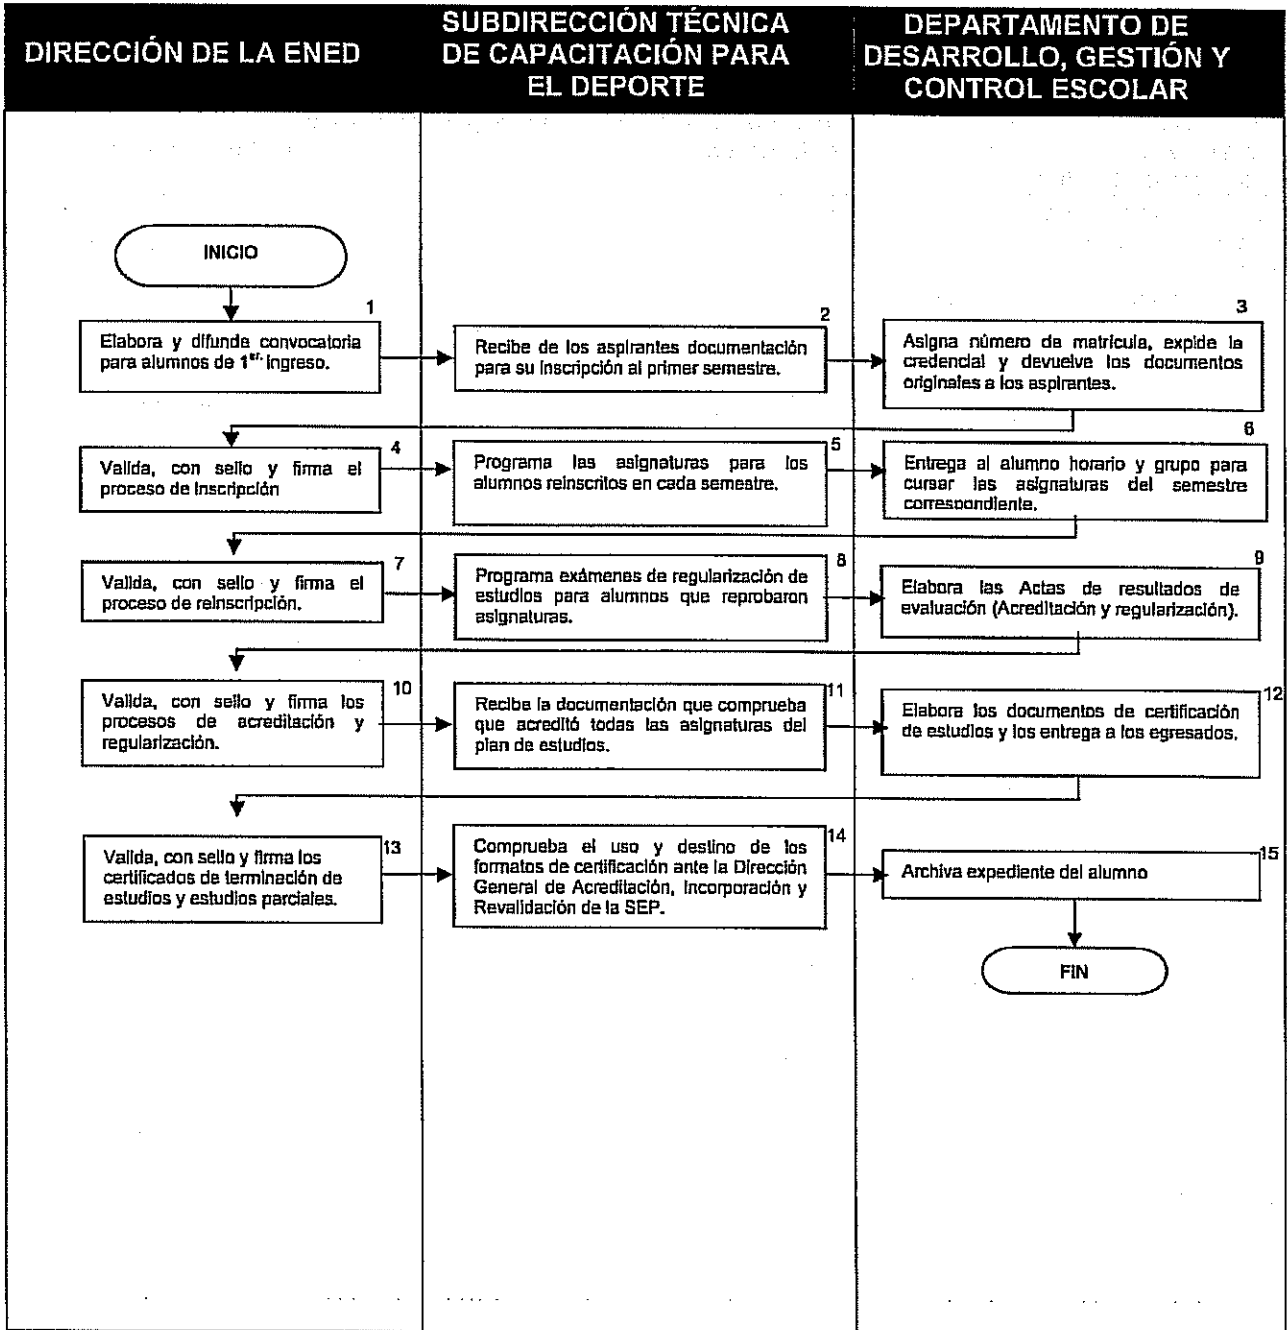 DIRECCIÓN DE LA ENED
SUBDIRECCIÓN TÉCNICA
DE CAPACITACIÓN PARA
EL DEPORTE
DEPARTAMENTO DE
DESARROLLO, GESTIÓN Y
CONTROL ESCOLAR
INICIO
1
Elabora y difunde convocatoria
para alumnos de 1er. ingreso.
2
Recibe de los aspirantes documentación
para su inscripción al primer semestre.
3
Asigna número de matrícula, expide la
credencial y devuelve los documentos
originales a los aspirantes.
4
Valida, con sello y firma el
proceso de inscripción
5
Programa las asignaturas para los
alumnos reinscritos en cada semestre.
6
Entrega al alumno horario y grupo para
cursar las asignaturas del semestre
correspondiente.
7
Valida, con sello y firma el
proceso de reinscripción.
8
Programa exámenes de regularización de
estudios para alumnos que reprobaron
asignaturas.
9
Elabora las Actas de resultados de
evaluación (Acreditación y regularización).
10
Valida, con sello y firma los
procesos de acreditación y
regularización.
11
Recibe la documentación que comprueba
que acreditó todas las asignaturas del
plan de estudios.
12
Elabora los documentos de certificación
de estudios y los entrega a los egresados.
13
Valida, con sello y firma los
certificados de terminación de
estudios y estudios parciales.
14
Comprueba el uso y destino de los
formatos de certificación ante la Dirección
General de Acreditación, Incorporación y
Revalidación de la SEP.
15
Archiva expediente del alumno
FIN